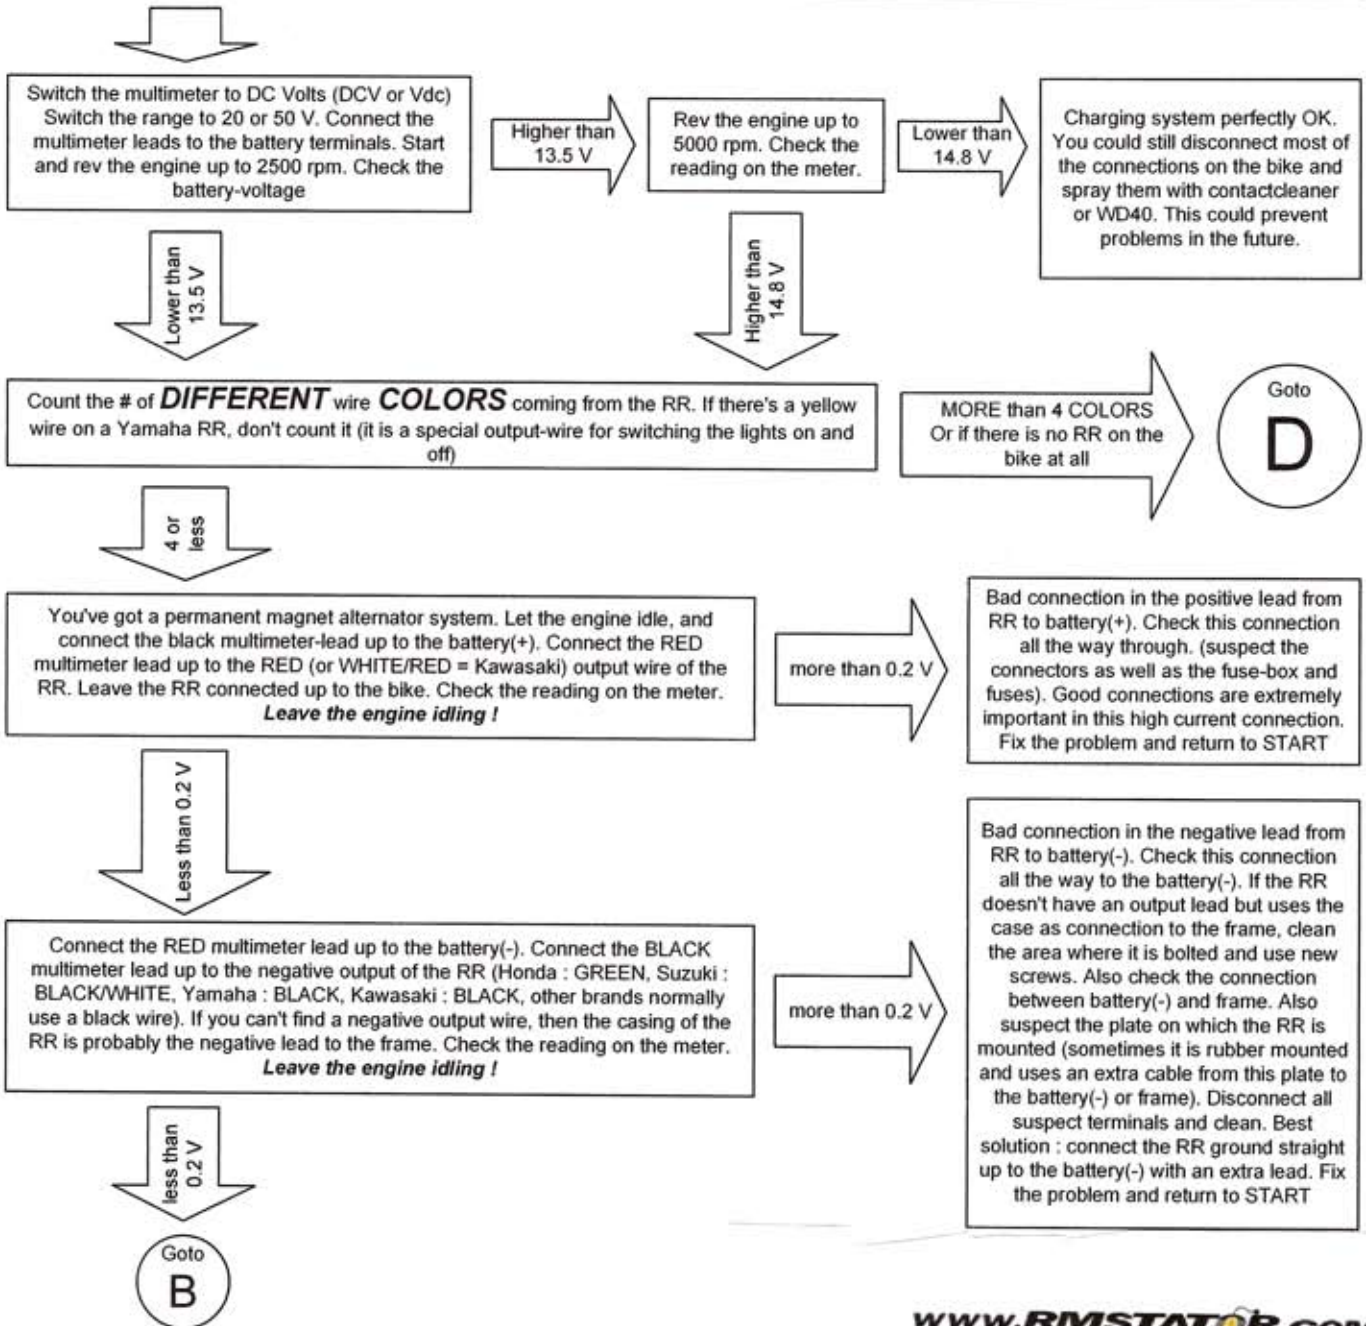 Switch the multimeter to DC Volts (DCV or Vdc)
Switch the range to 20 or 50 V. Connect the
multimeter leads to the battery terminals. Start
and rev the engine up to 2500 rpm. Check the
battery-voltage
Higher than
13.5 V
Rev the engine up to
5000 rpm. Check the
reading on the meter.
Lower than
14.8 V
Charging system perfectly OK.
You could still disconnect most of
the connections on the bike and
spray them with contactcleaner
or WD40. This could prevent
problems in the future.
Lower than
13.5 V
Higher than
14.8 V
Count the # of DIFFERENT wire COLORS coming from the RR. If there's a yellow
wire on a Yamaha RR, don't count it (it is a special output-wire for switching the lights on and
off)
MORE than 4 COLORS
Or if there is no RR on the
bike at all
Goto
D
4 or
less
You've got a permanent magnet alternator system. Let the engine idle, and
connect the black multimeter-lead up to the battery(+). Connect the RED
multimeter lead up to the RED (or WHITE/RED = Kawasaki) output wire of the
RR. Leave the RR connected up to the bike. Check the reading on the meter.
Leave the engine idling !
more than 0.2 V
Bad connection in the positive lead from
RR to battery(+). Check this connection
all the way through. (suspect the
connectors as well as the fuse-box and
fuses). Good connections are extremely
important in this high current connection.
Fix the problem and return to START
Less than 0.2 V
Connect the RED multimeter lead up to the battery(-). Connect the BLACK
multimeter lead up to the negative output of the RR (Honda : GREEN, Suzuki :
BLACK/WHITE, Yamaha : BLACK, Kawasaki : BLACK, other brands normally
use a black wire). If you can't find a negative output wire, then the casing of the
RR is probably the negative lead to the frame. Check the reading on the meter.
Leave the engine idling !
more than 0.2 V
Bad connection in the negative lead from
RR to battery(-). Check this connection
all the way to the battery(-). If the RR
doesn't have an output lead but uses the
case as connection to the frame, clean
the area where it is bolted and use new
screws. Also check the connection
between battery(-) and frame. Also
suspect the plate on which the RR is
mounted (sometimes it is rubber mounted
and uses an extra cable from this plate to
the battery(-) or frame). Disconnect all
suspect terminals and clean. Best
solution : connect the RR ground straight
up to the battery(-) with an extra lead. Fix
the problem and return to START
less than
0.2 V
Goto
B
www.RMSTATOR.COM